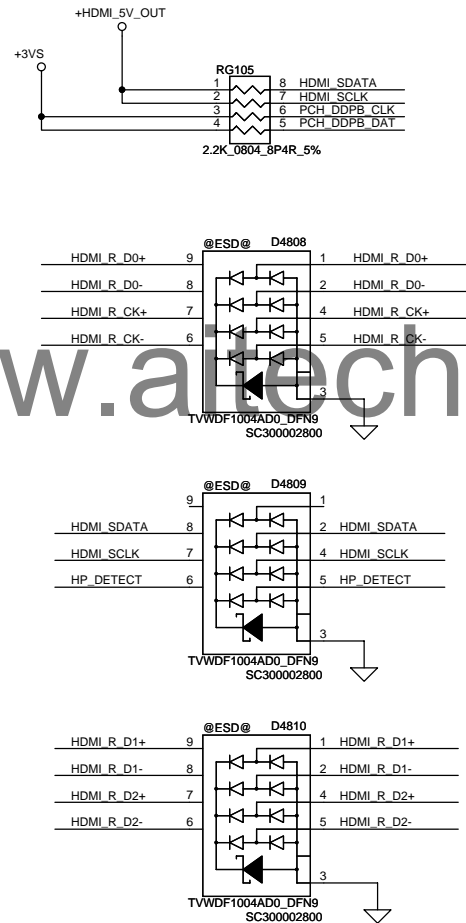 +HDMI_5V_OUT
+3VS
RG105
1 8 HDMI_SDATA
2 7 HDMI_SCLK
3 6 PCH_DDPB_CLK
4 5 PCH_DDPB_DAT
2.2K_0804_8P4R_5%
@ESD@ D4808
HDMI_R_D0+ 9 1 HDMI_R_D0+
HDMI_R_D0- 8 2 HDMI_R_D0-
HDMI_R_CK+ 7 4 HDMI_R_CK+
HDMI_R_CK- 6 5 HDMI_R_CK-
w.aitech
3
TVWDF1004AD0_DFN9
SC300002800
@ESD@ D4809
9 1
HDMI_SDATA 8 2 HDMI_SDATA
HDMI_SCLK 7 4 HDMI_SCLK
HP_DETECT 6 5 HP_DETECT
3
TVWDF1004AD0_DFN9
SC300002800
@ESD@ D4810
HDMI_R_D1+ 9 1 HDMI_R_D1+
HDMI_R_D1- 8 2 HDMI_R_D1-
HDMI_R_D2+ 7 4 HDMI_R_D2+
HDMI_R_D2- 6 5 HDMI_R_D2-
3
TVWDF1004AD0_DFN9
SC300002800